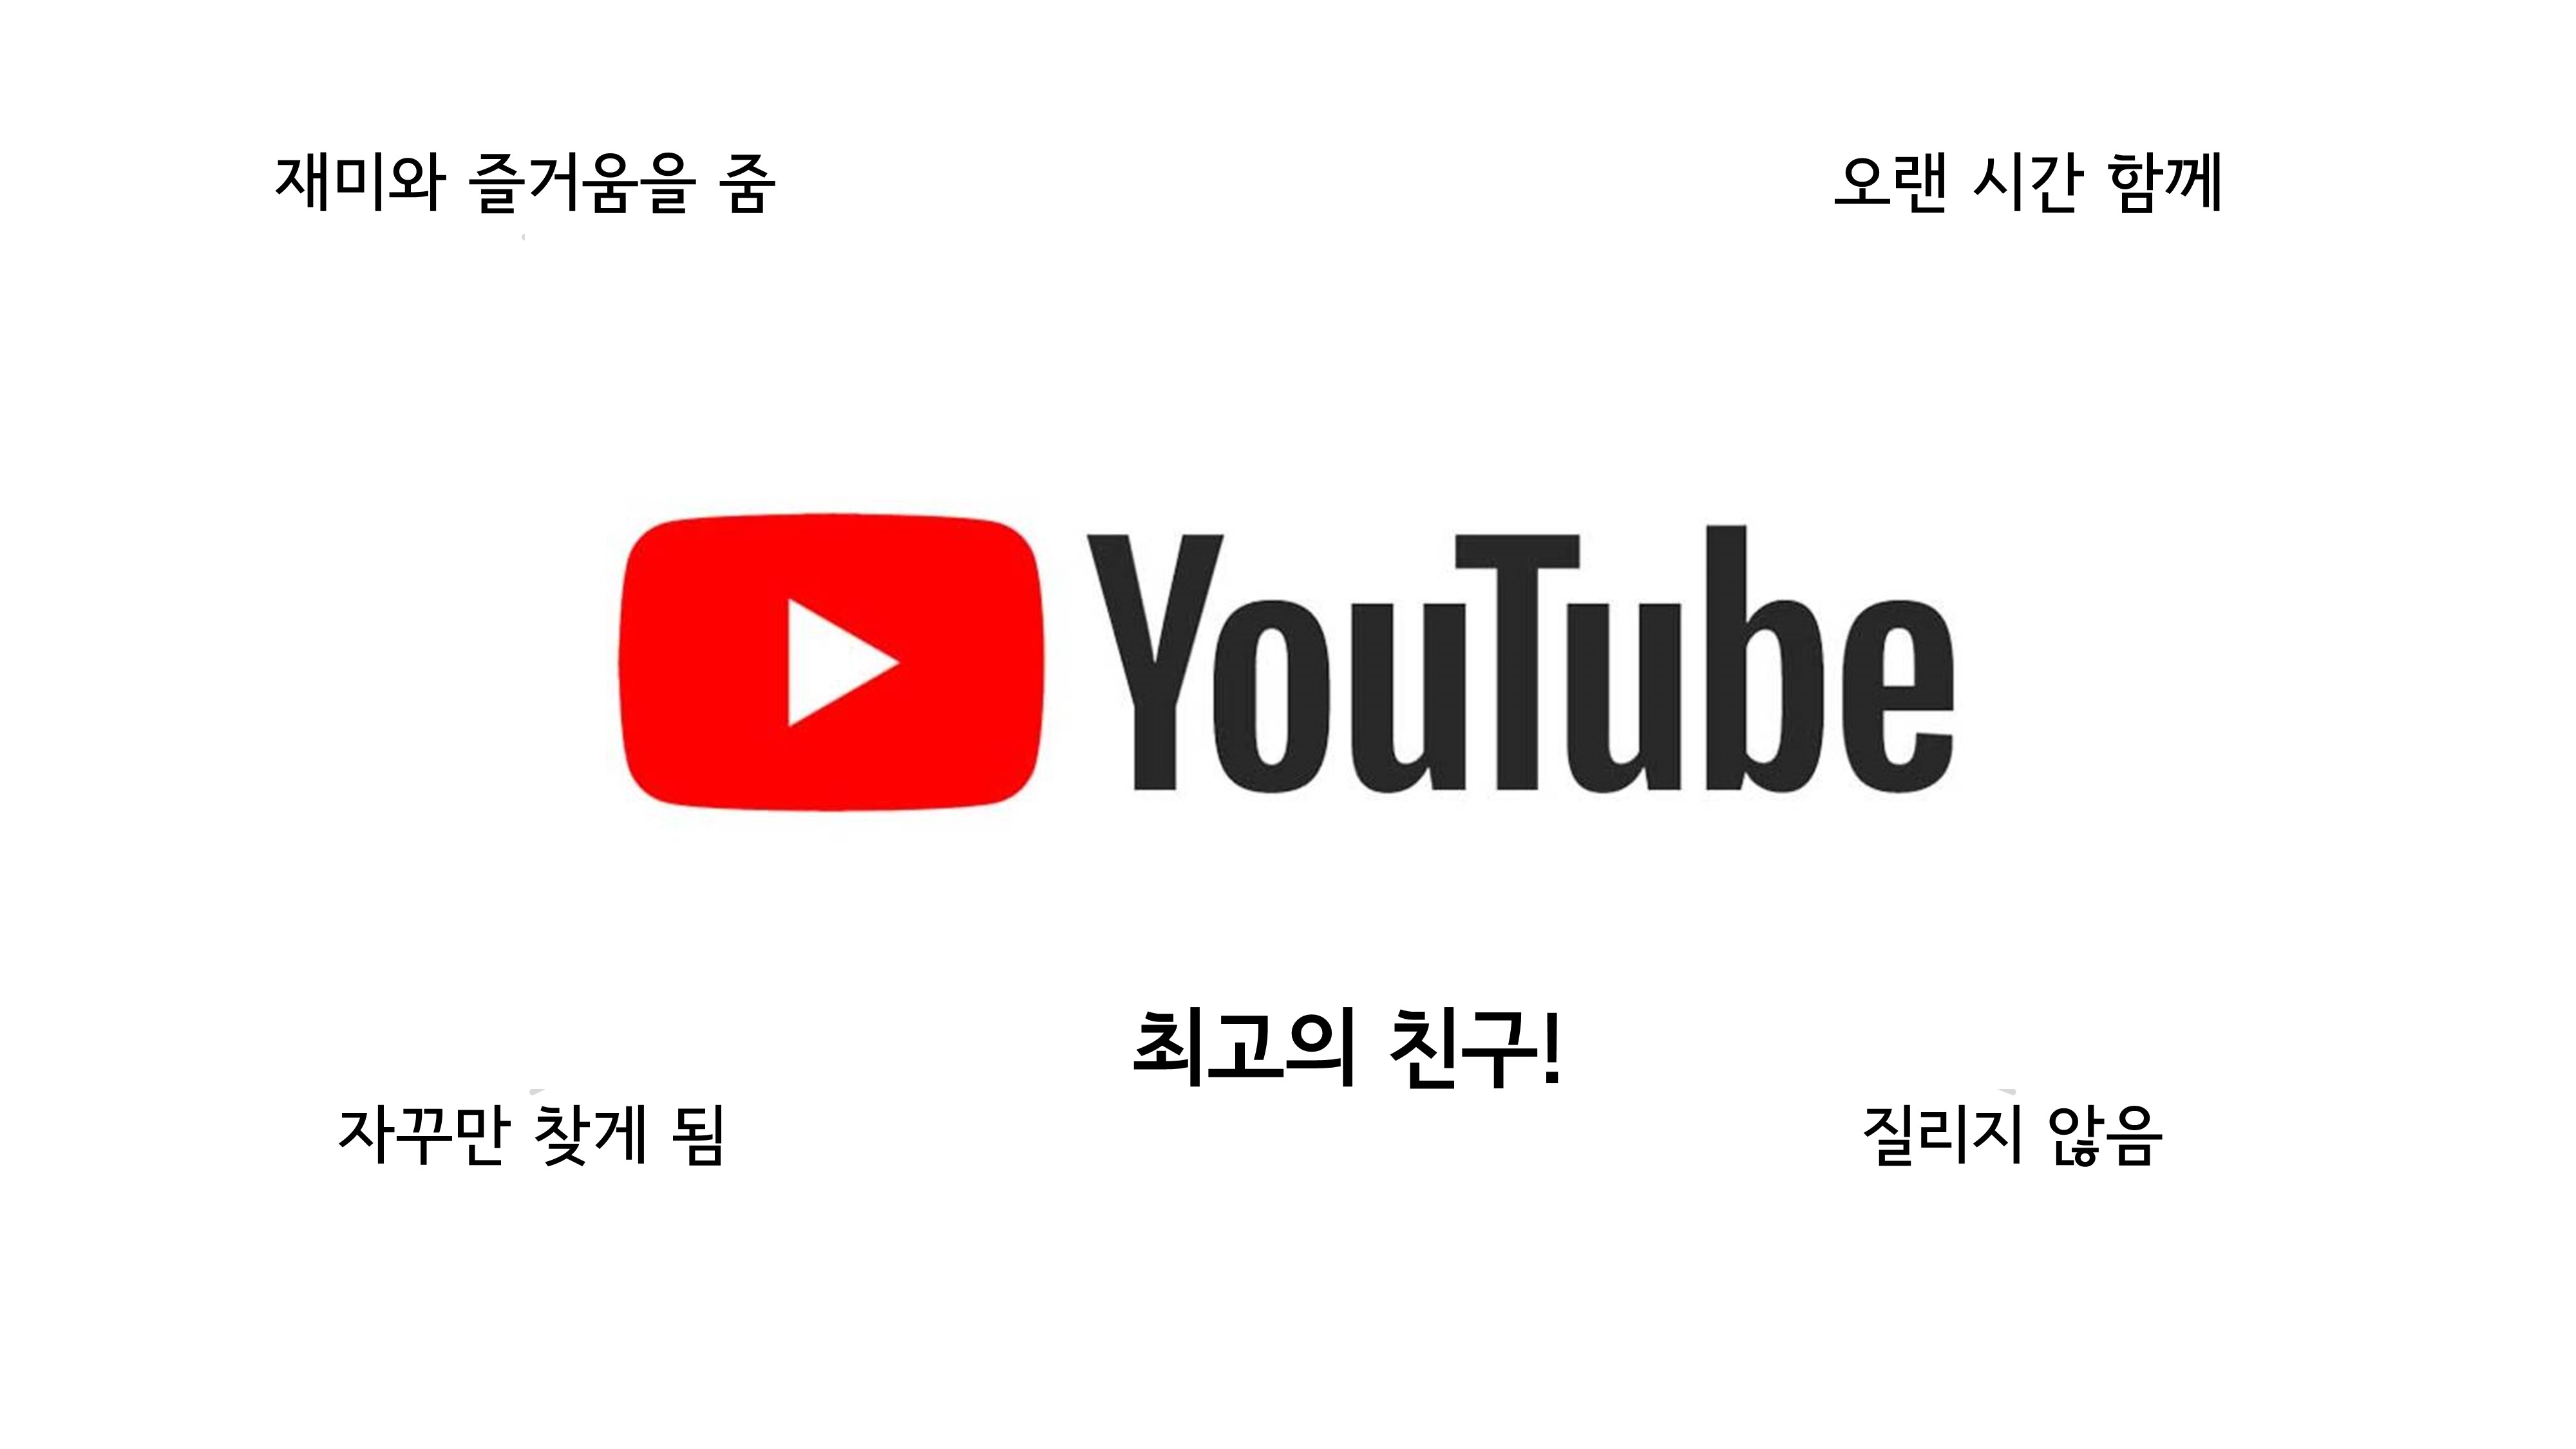 재미와 즐거움을 줌
오랜 시간 함께
YouTube
최고의 친구!
자꾸만 찾게 됨
질리지 않음